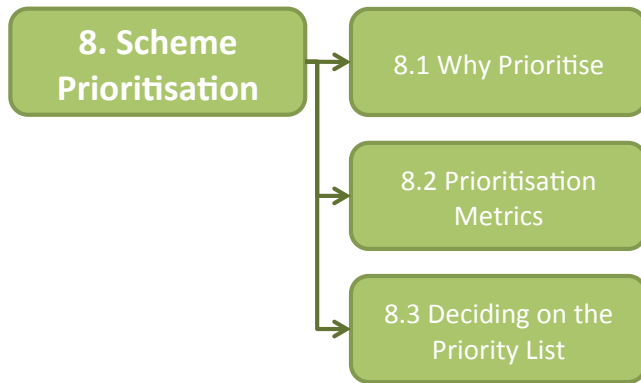 8. Scheme
Prioritisation
8.1 Why Prioritise
8.2 Prioritisation
Metrics
8.3 Deciding on the
Priority List